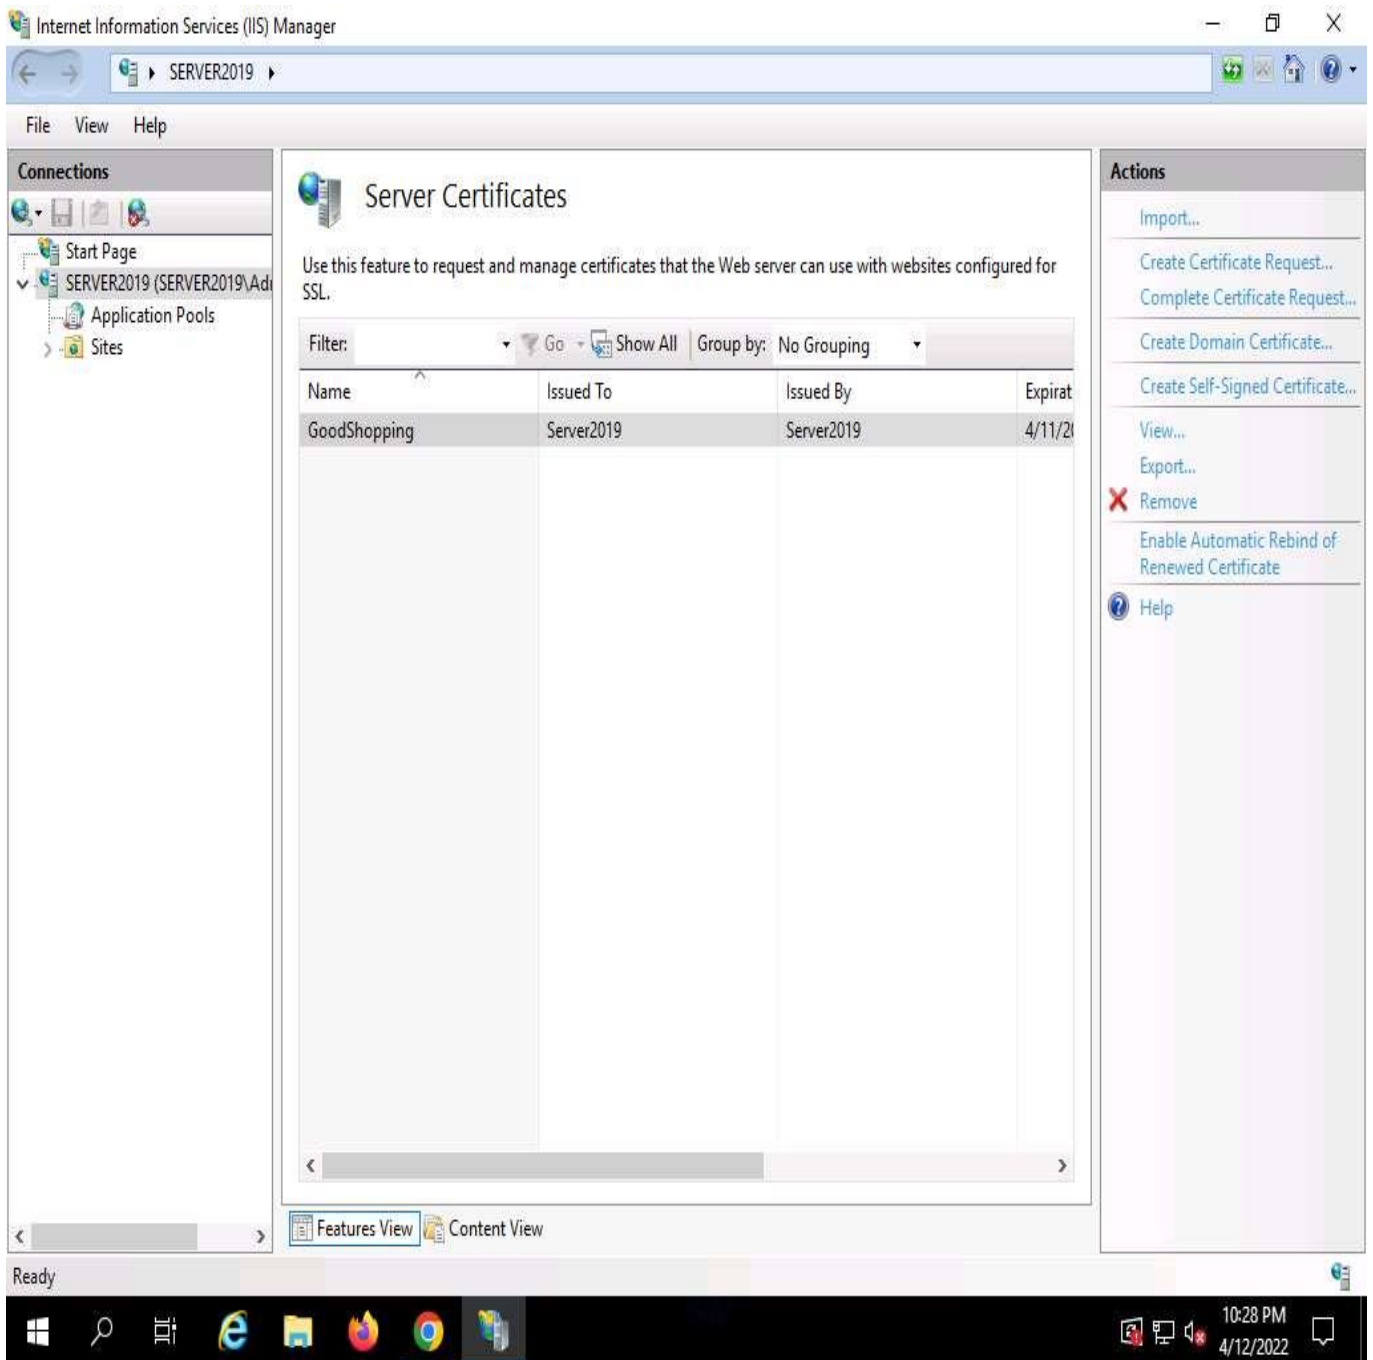 Internet Information Services (IIS) Manager
SERVER2019
File View Help
Connections
Start Page
SERVER2019 (SERVER2019\Adı
Application Pools
Sites
Server Certificates
Use this feature to request and manage certificates that the Web server can use with websites configured for
SSL.
Filter: Go Show All Group by: No Grouping
Name Issued To Issued By Expirat
GoodShopping Server2019 Server2019 4/11/20
Features View Content View
Actions
Import...
Create Certificate Request...
Complete Certificate Request...
Create Domain Certificate...
Create Self-Signed Certificate...
View...
Export...
Remove
Enable Automatic Rebind of
Renewed Certificate
Help
Ready
10:28 PM
4/12/2022